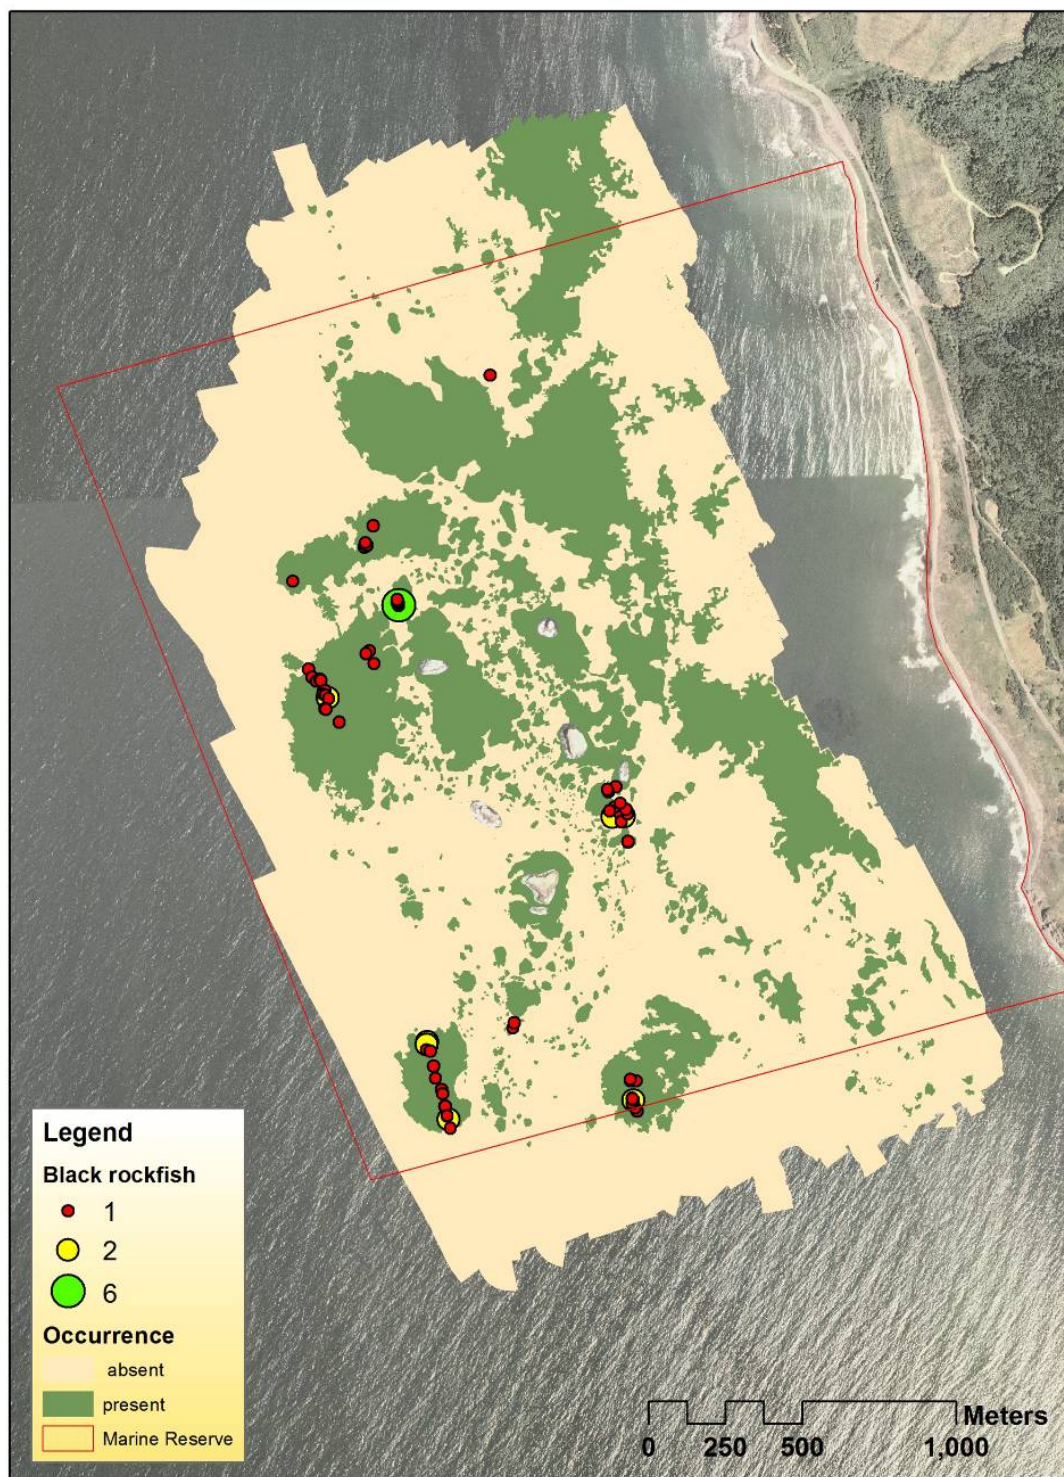 Legend
Black rockfish
1
2
6
Occurrence
absent
present
Marine Reserve
Meters
0 250 500 1,000